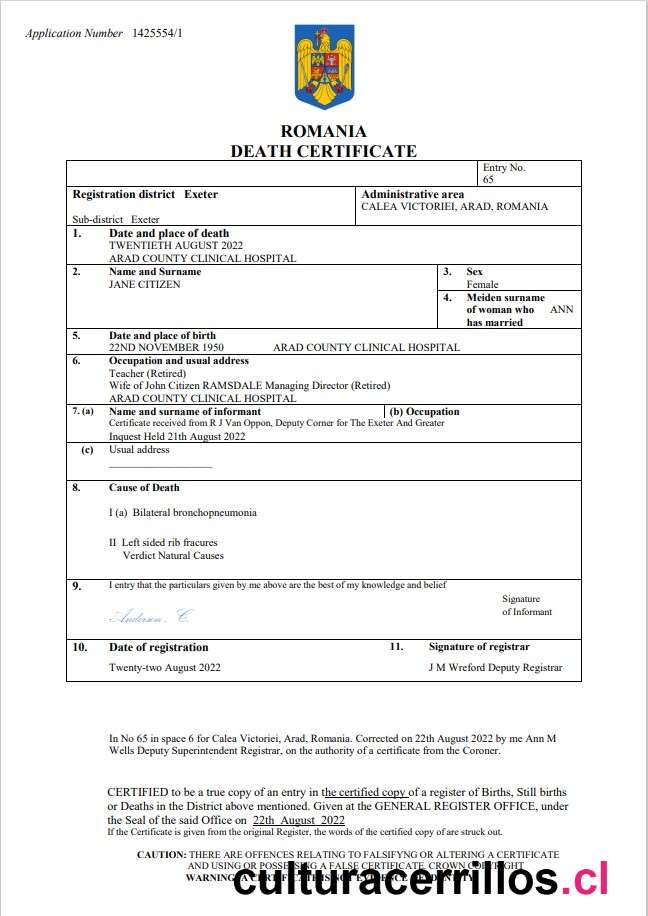 Application Number 1425554/1
ROMANIA
DEATH CERTIFICATE
Entry No.
65
Registration district Exeter
Sub-district Exeter
Administrative area
CALEA VICTORIEI, ARAD, ROMANIA
1. Date and place of death
TWENTIETH AUGUST 2022
ARAD COUNTY CLINICAL HOSPITAL
2. Name and Surname
JANE CITIZEN
3. Sex
Female
4. Meiden surname
of woman who ANN
has married
5. Date and place of birth
22ND NOVEMBER 1950 ARAD COUNTY CLINICAL HOSPITAL
6. Occupation and usual address
Teacher (Retired)
Wife of John Citizen RAMSDALE Managing Director (Retired)
ARAD COUNTY CLINICAL HOSPITAL
7. (a) Name and surname of informant (b) Occupation
Certificate received from R J Van Oppon, Deputy Corner for The Exeter And Greater
Inquest Held 21th August 2022
(c) Usual address
8. Cause of Death
I (a) Bilateral bronchopneumonia
II Left sided rib fracures
Verdict Natural Causes
9. I entry that the particulars given by me above are the best of my knowledge and belief
Anderson, C.
Signature
of Informant
10. Date of registration
Twenty-two August 2022
11. Signature of registrar
J M Wreford Deputy Registrar
In No 65 in space 6 for Calea Victoriei, Arad, Romania. Corrected on 22th August 2022 by me Ann M
Wells Deputy Superintendent Registrar, on the authority of a certificate from the Coroner.
CERTIFIED to be a true copy of an entry in the certified copy of a register of Births, Still births
or Deaths in the District above mentioned. Given at the GENERAL REGISTER OFFICE, under
the Seal of the said Office on 22th August 2022
If the Certificate is given from the original Register, the words of the certified copy of are struck out.
CAUTION: THERE ARE OFFENCES RELATING TO FALSIFYNG OR ALTERING A CERTIFICATE
AND USING OR POSSESSING A FALSE CERTIFICATE. CROWN COPYRIGHT
WARNING: A CERTIFICATE IS NOT EVIDENCE OF IDENTITY
culturacerrillos.cl